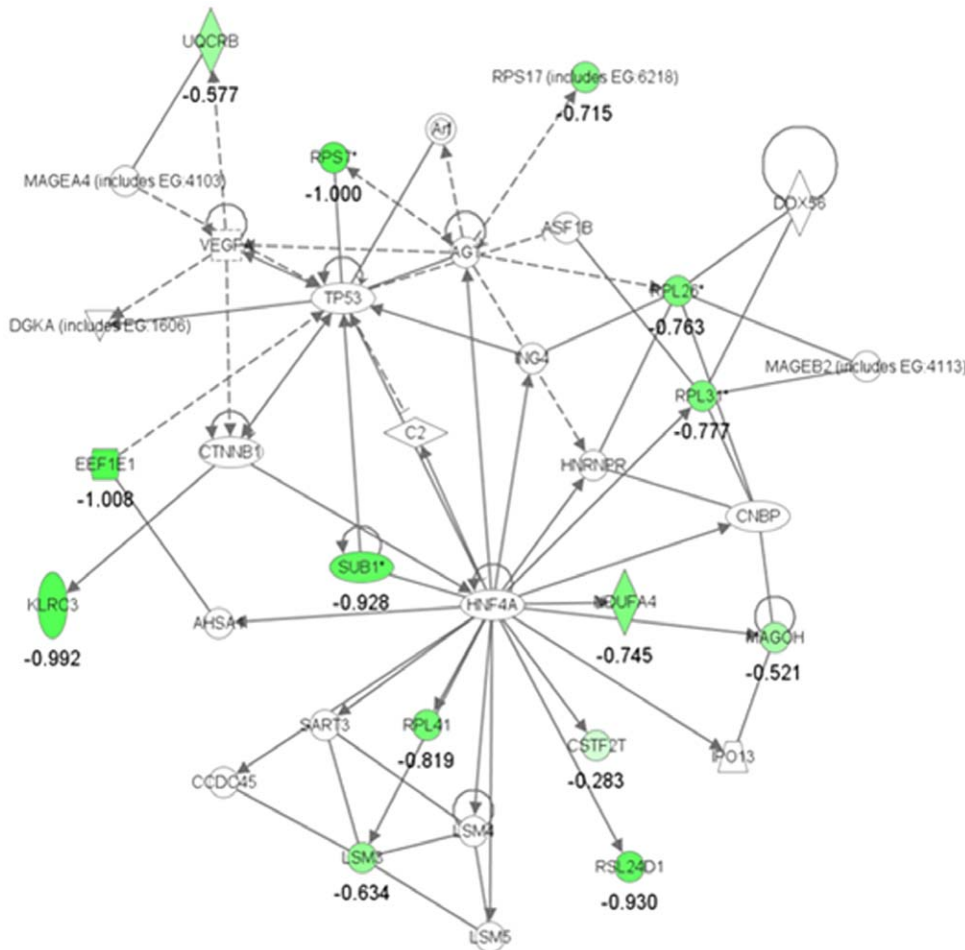 UQCRB
-0.577
RPS17 (includes EG:6218)
-0.715
Arf
RPS7*
-1.000
MAGEA4 (includes EG:4103)
DDX56
ASF1B
VEGF
AGT
TP53
RPL26*
-0.763
DGKA (includes EG:1606)
ING4
MAGEB2 (includes EG:4113)
-0.777
C2
CTNNB1
EEF1E1
-1.008
HNRNPR
CNBP
SUB1*
-0.928
HNF4A
NDUFA4
-0.745
KLRC3
-0.992
MAGOH
-0.521
SART3
RPL41
-0.819
CSTF2T
-0.283
IPO13
CCDC45
LSM4
LSM3
-0.634
RSL24D1
-0.930
LSM5